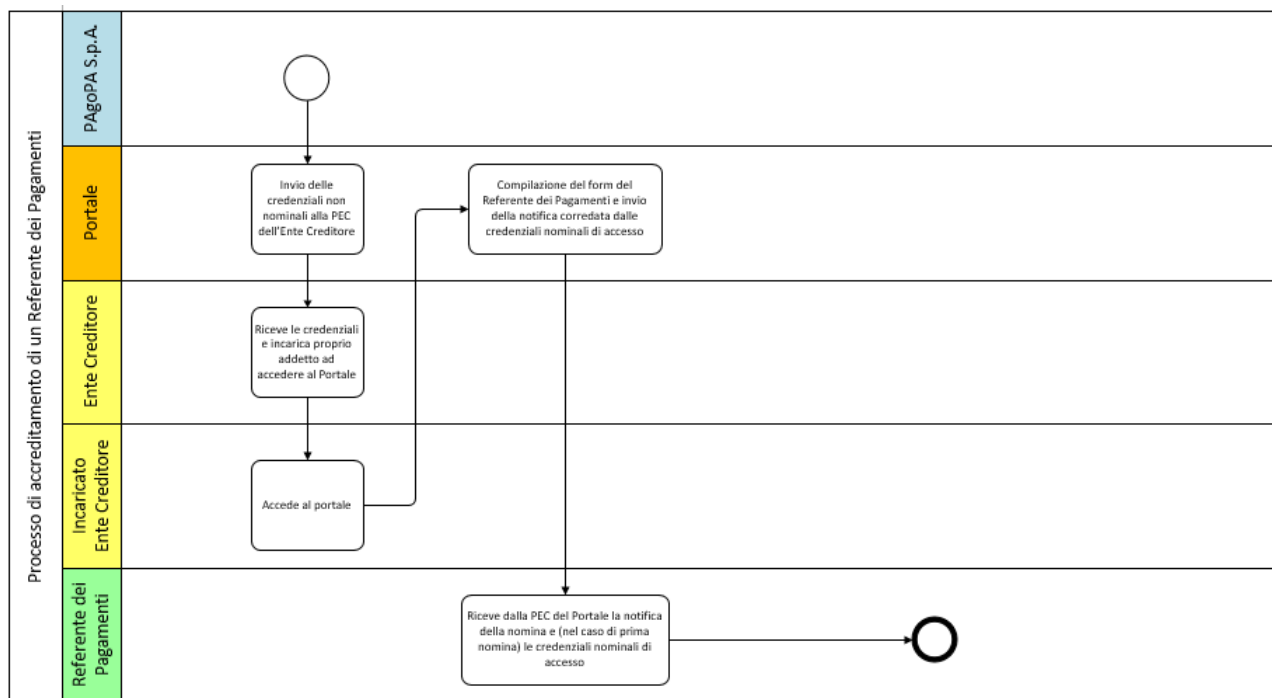 Processo di accreditamento di un Referente dei Pagamenti
PAgoPA S.p.A.
Portale
Invio delle
credenziali non
nominali alla PEC
dell'Ente Creditore
Compilazione del form del
Referente dei Pagamenti e invio
della notifica corredata dalle
credenziali nominali di accesso
Ente Creditore
Riceve le credenziali
e incarica proprio
addetto ad
accedere al Portale
Incaricato
Ente Creditore
Accede al portale
Referente dei
Pagamenti
Riceve dalla PEC del Portale la notifica
della nomina e (nel caso di prima
nomina) le credenziali nominali di
accesso